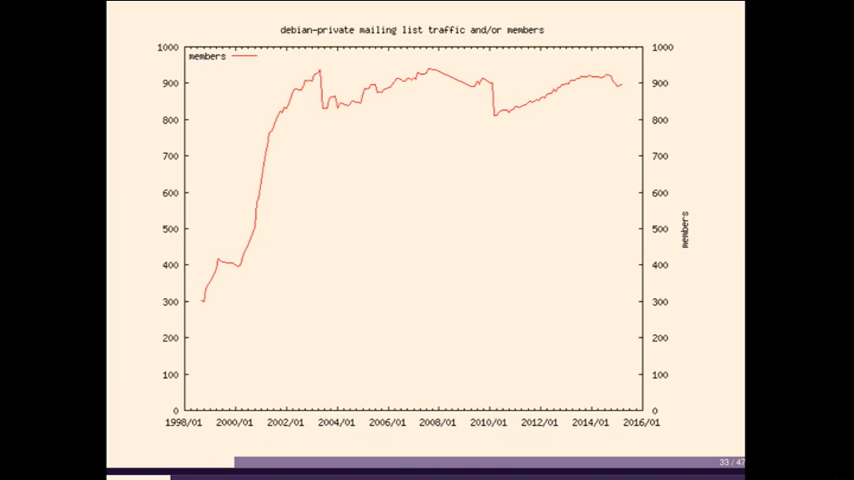 debian-private mailing list traffic and/or members
1000 1000
members
900 900
800 800
700 700
600 600
500 500
members
400 400
300 300
200 200
100 100
0 0
1998/01 2000/01 2002/01 2004/01 2006/01 2008/01 2010/01 2012/01 2014/01 2016/01
33 / 47